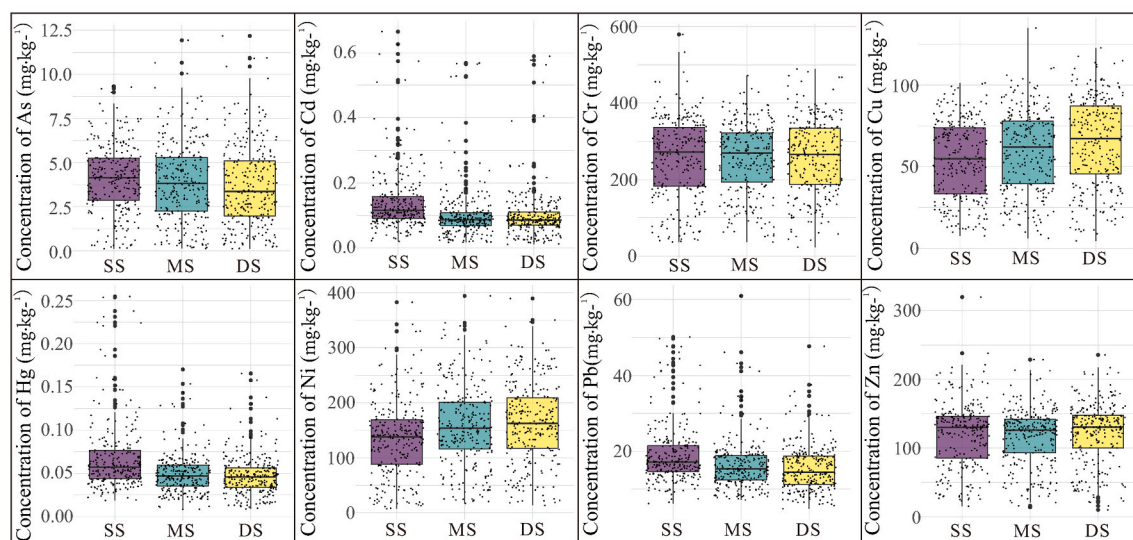 Concentration of As (mg·kg-¹)
12.5
10.0
7.5
5.0
2.5
0.0
SS MS DS
Concentration of Cd (mg·kg-¹)
0.6
0.4
0.2
0.0
SS MS DS
Concentration of Cr (mg·kg-¹)
600
400
200
0
SS MS DS
Concentration of Cu (mg·kg-¹)
100
50
0
SS MS DS
Concentration of Hg (mg·kg-¹)
0.25
0.20
0.15
0.10
0.05
0.00
SS MS DS
Concentration of Ni (mg·kg-¹)
400
300
200
100
0
SS MS DS
Concentration of Pb(mg·kg-¹)
60
40
20
SS MS DS
Concentration of Zn (mg·kg-¹)
300
200
100
0
SS MS DS